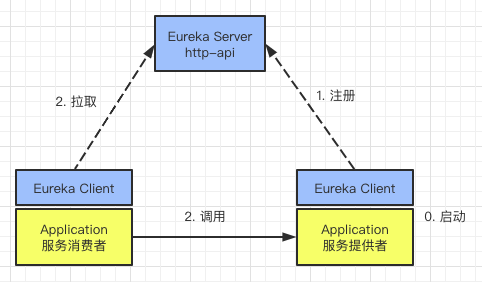 Eureka Server
http-api
2. 拉取
1. 注册
Eureka Client
Eureka Client
Application
服务消费者
2. 调用
Application
服务提供者
0. 启动